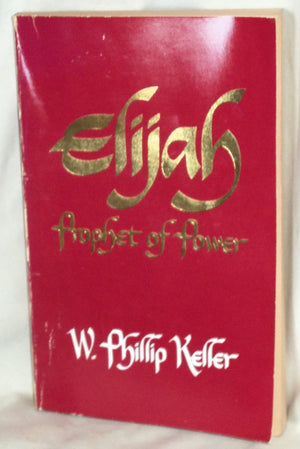 Elijah
Prophet of Power
W. Phillip Keller